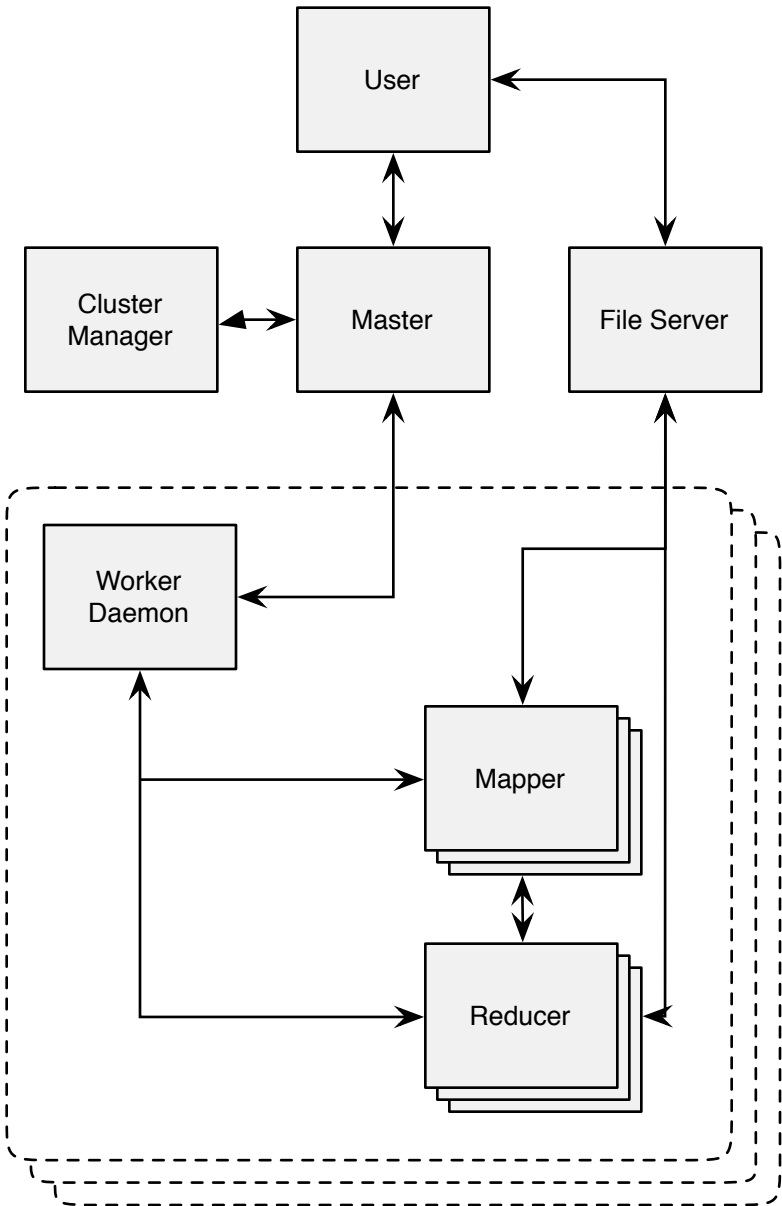 User
Cluster
Manager
Master
File Server
Worker
Daemon
Mapper
Reducer